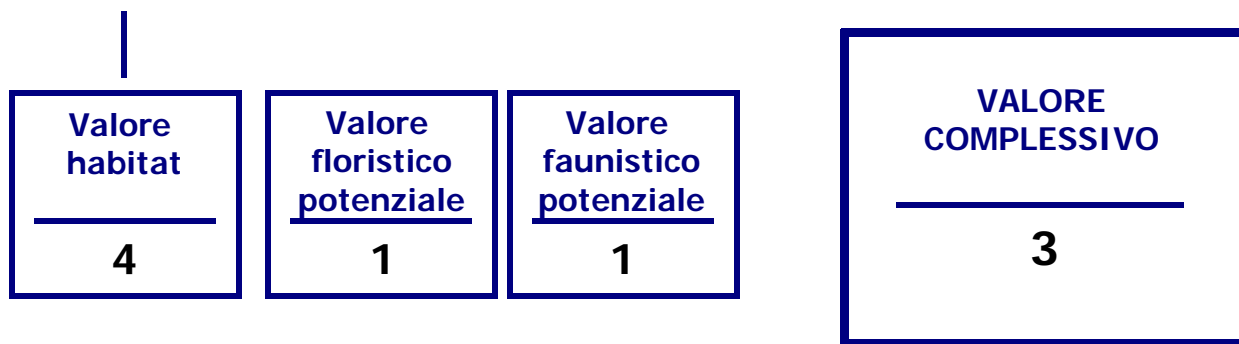 Valore
habitat
4
Valore
floristico
potenziale
1
Valore
faunistico
potenziale
1
VALORE
COMPLESSIVO
3